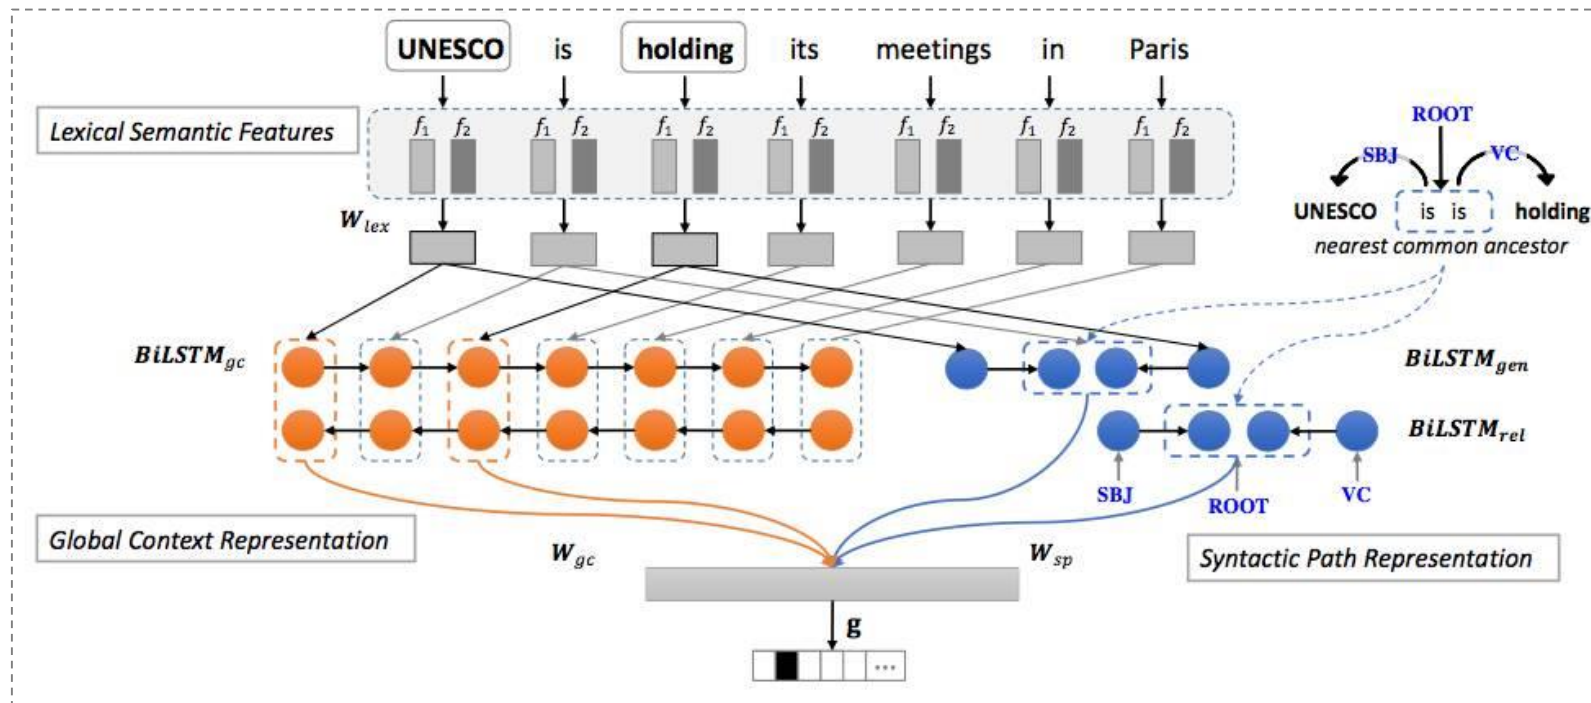 UNESCO is holding its meetings in Paris
Lexical Semantic Features
f1 f2 f1 f2 f1 f2 f1 f2 f1 f2 f1 f2 f1 f2
ROOT
SBJ VC
UNESCO is is holding
nearest common ancestor
Wlex
BiLSTMgc
BiLSTMgen
BiLSTMrel
SBJ ROOT VC
Global Context Representation
Wgc Wsp
Syntactic Path Representation
g
...